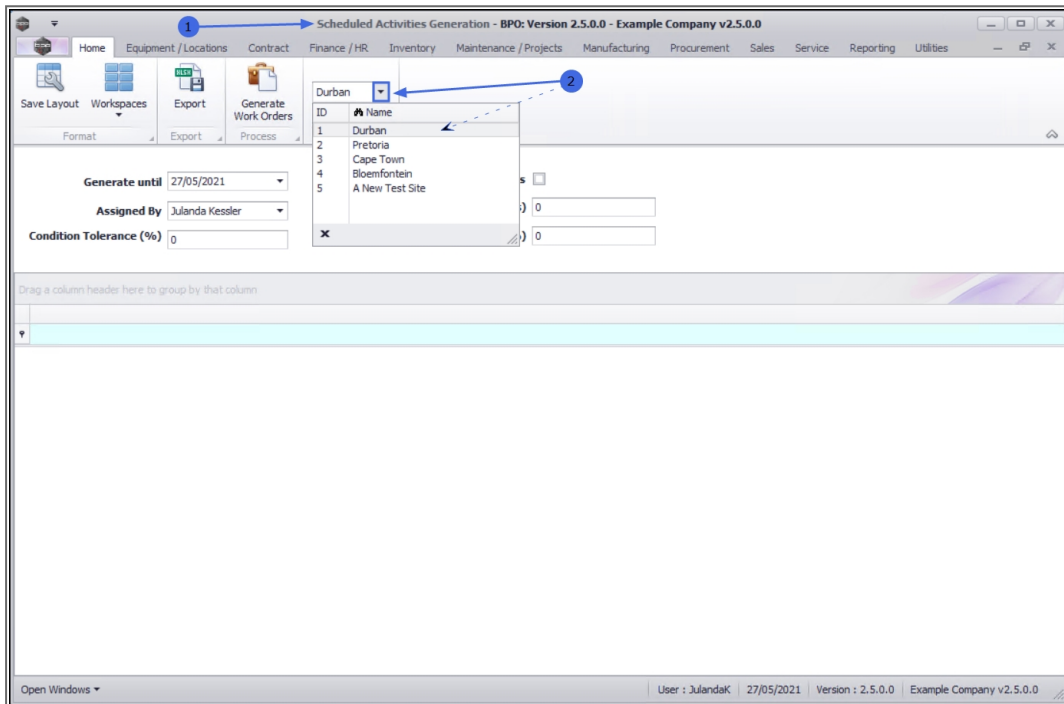 1
Scheduled Activities Generation - BPO: Version 2.5.0.0 - Example Company v2.5.0.0
Home Equipment / Locations Contract Finance / HR Inventory Maintenance / Projects Manufacturing Procurement Sales Service Reporting Utilities
Save Layout Workspaces Export Generate Work Orders
XLSX
Durban
2
Format Export Process
ID Name
1 Durban
2 Pretoria
3 Cape Town
4 Bloemfontein
5 A New Test Site
Generate until 27/05/2021
s
Assigned By Julanda Kessler
) 0
Condition Tolerance (%) 0
) 0
Drag a column header here to group by that column
Open Windows
User : JulandaK 27/05/2021 Version : 2.5.0.0 Example Company v2.5.0.0